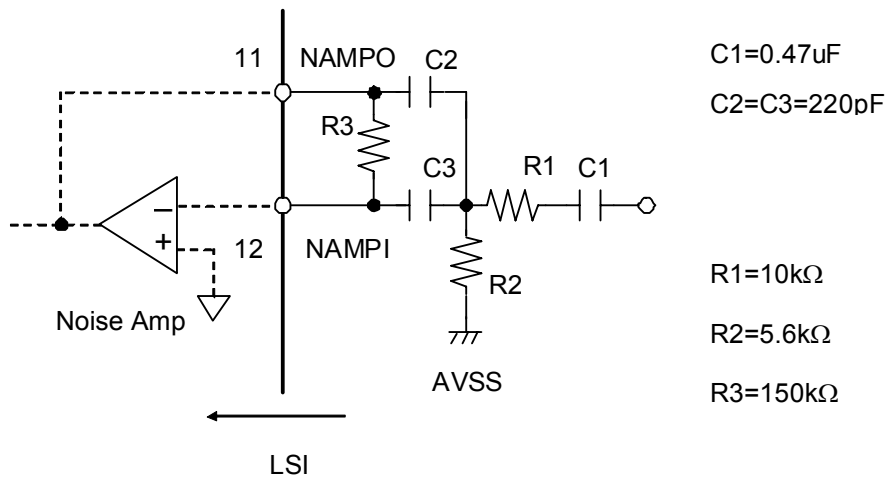 11 NAMPO C2
C1=0.47uF
C2=C3=220pF
R3
C3
R1 C1
−
+
12 NAMPI
R2
R1=10kΩ
Noise Amp
R2=5.6kΩ
AVSS
R3=150kΩ
LSI